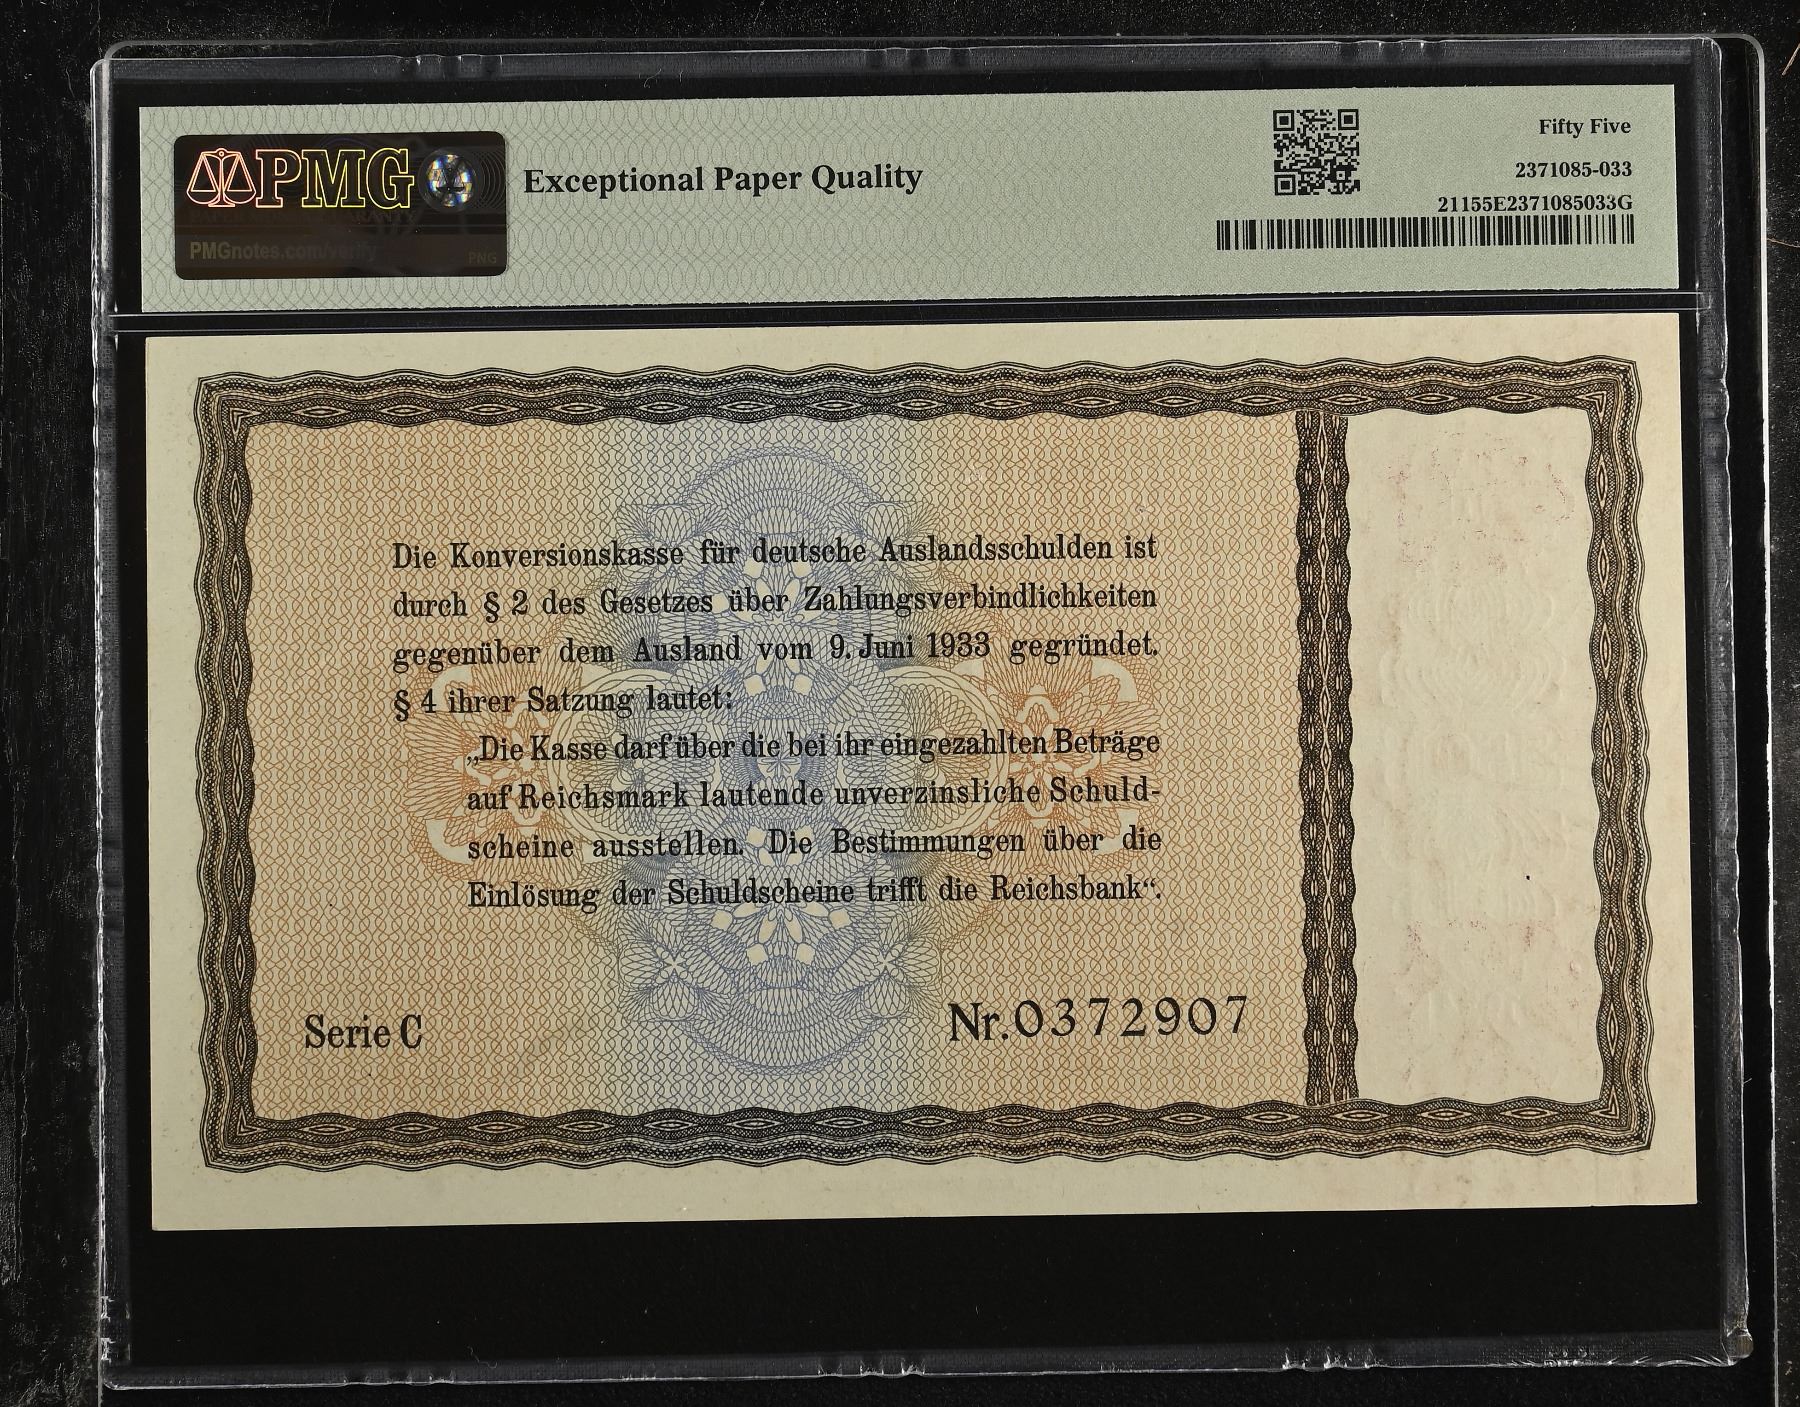 PMG
PMGnotes.com/verify
PNG
Exceptional Paper Quality
Fifty Five
2371085-033
21155E2371085033G
Die Konversionskasse für deutsche Auslandsschulden ist
durch § 2 des Gesetzes über Zahlungsverbindlichkeiten
gegenüber dem Ausland vom 9. Juni 1933 gegründet.
§ 4 ihrer Satzung lautet:
„Die Kasse darf über die bei ihr eingezahlten Beträge
auf Reichsmark lautende unverzinsliche Schuld-
scheine ausstellen. Die Bestimmungen über die
Einlösung der Schuldscheine trifft die Reichsbank“.
Serie C
Nr. 0372907